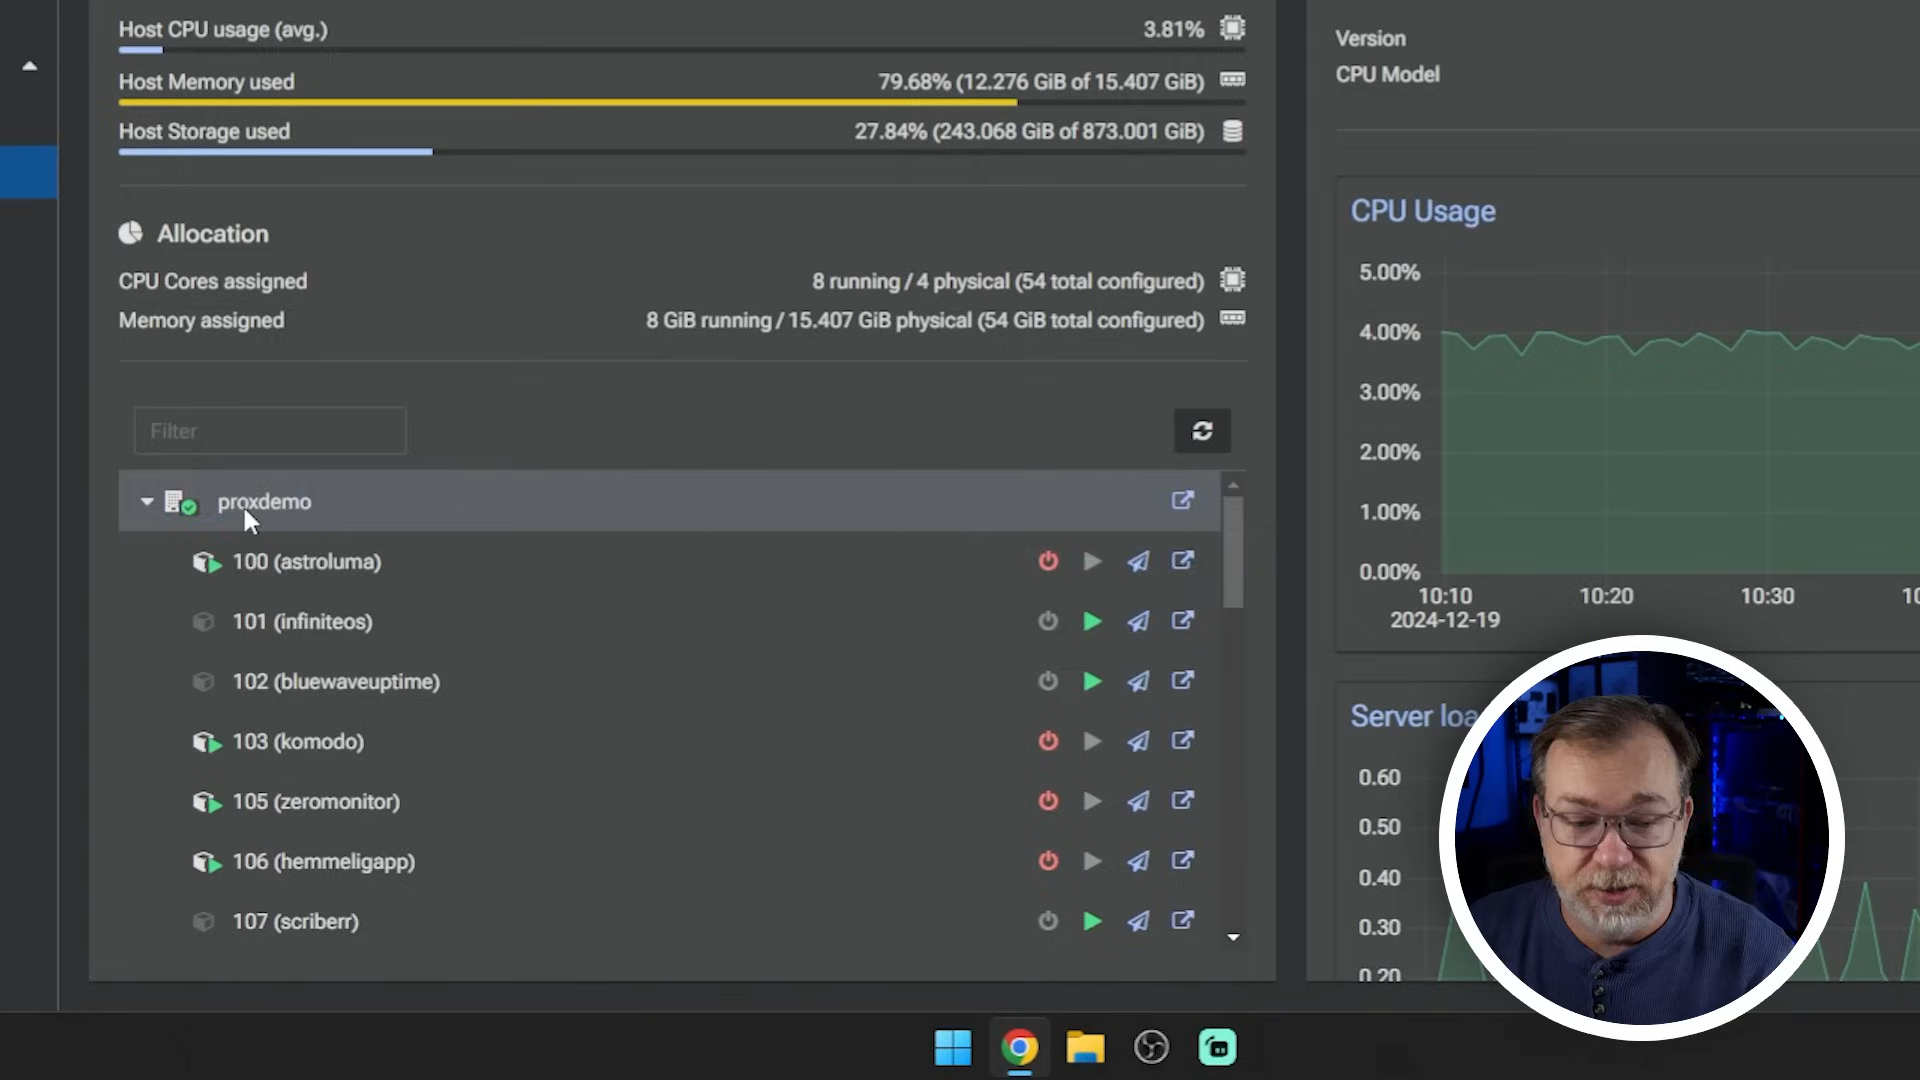 Host CPU usage (avg.) 3.81%
Host Memory used 79.68% (12.276 GiB of 15.407 GiB)
Host Storage used 27.84% (243.068 GiB of 873.001 GiB)
Allocation
CPU Cores assigned 8 running / 4 physical (54 total configured)
Memory assigned 8 GiB running / 15.407 GiB physical (54 GiB total configured)
Filter
proxdemo
100 (astroluma)
101 (infiniteos)
102 (bluewaveuptime)
103 (komodo)
105 (zeromonitor)
106 (hemmeligapp)
107 (scriberr)
Version
CPU Model
CPU Usage
5.00%
4.00%
3.00%
2.00%
1.00%
0.00%
10:10 10:20 10:30
2024-12-19
Server loa
0.60
0.50
0.40
0.30
0.20